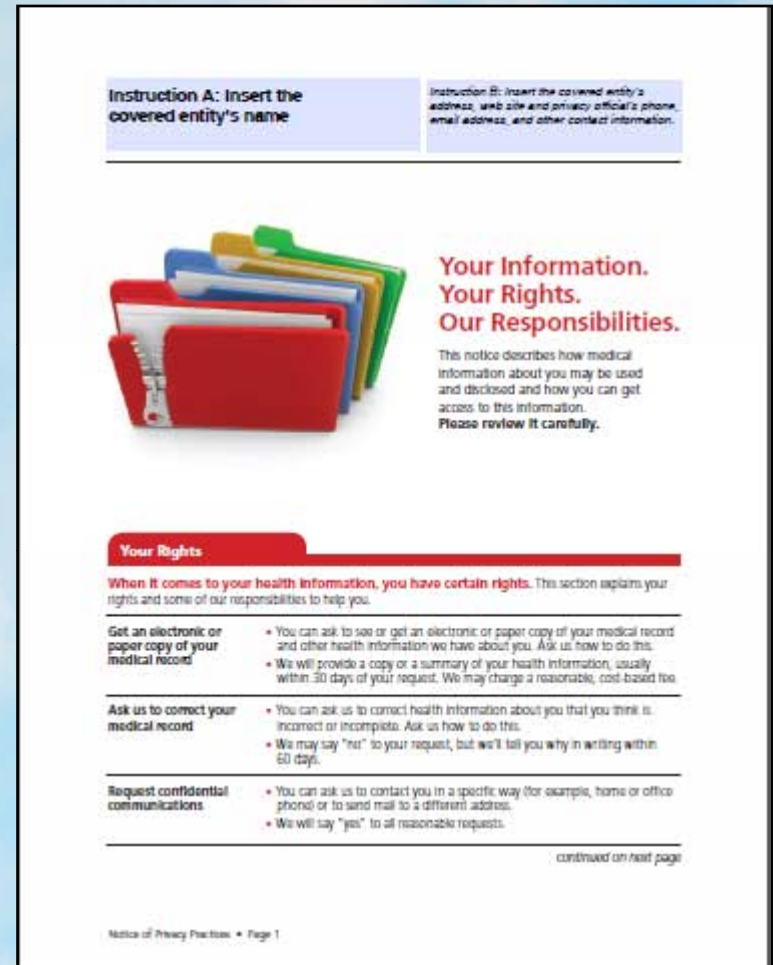 Instruction A: Insert the
covered entity's name
Instruction B: Insert the covered entity's
address, web site and privacy official's phone,
email address, and other contact information.
Your Information.
Your Rights.
Our Responsibilities.
This notice describes how medical
information about you may be used
and disclosed and how you can get
access to this information.
Please review it carefully.
Your Rights
When it comes to your health information, you have certain rights. This section explains your
rights and some of our responsibilities to help you.
Get an electronic or
paper copy of your
medical record
• You can ask to see or get an electronic or paper copy of your medical record
and other health information we have about you. Ask us how to do this.
• We will provide a copy or a summary of your health information, usually
within 30 days of your request. We may charge a reasonable, cost-based fee.
Ask us to correct your
medical record
• You can ask us to correct health information about you that you think is
incorrect or incomplete. Ask us how to do this.
• We may say "no" to your request, but we'll tell you why in writing within
60 days.
Request confidential
communications
• You can ask us to contact you in a specific way (for example, home or office
phone) or to send mail to a different address.
• We will say "yes" to all reasonable requests.
continued on next page
Notice of Privacy Practices • Page 1